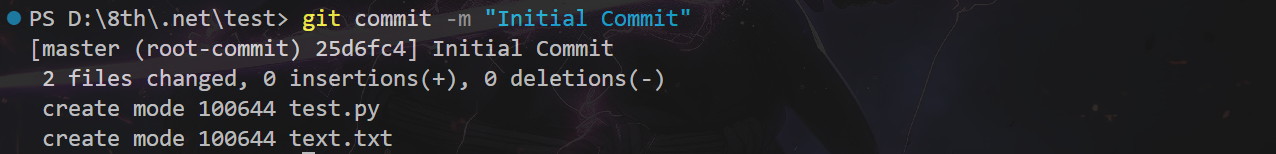 PS D:\8th\.net\test> git commit -m "Initial Commit"
[master (root-commit) 25d6fc4] Initial Commit
 2 files changed, 0 insertions(+), 0 deletions(-)
 create mode 100644 test.py
 create mode 100644 text.txt